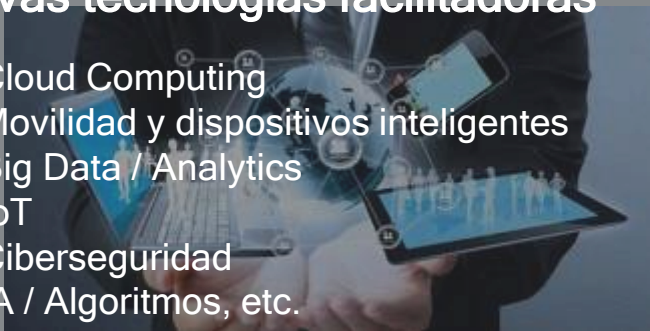 vas tecnologías facilitadoras
Cloud Computing
Movilidad y dispositivos inteligentes
Big Data / Analytics
oT
Ciberseguridad
A / Algoritmos, etc.